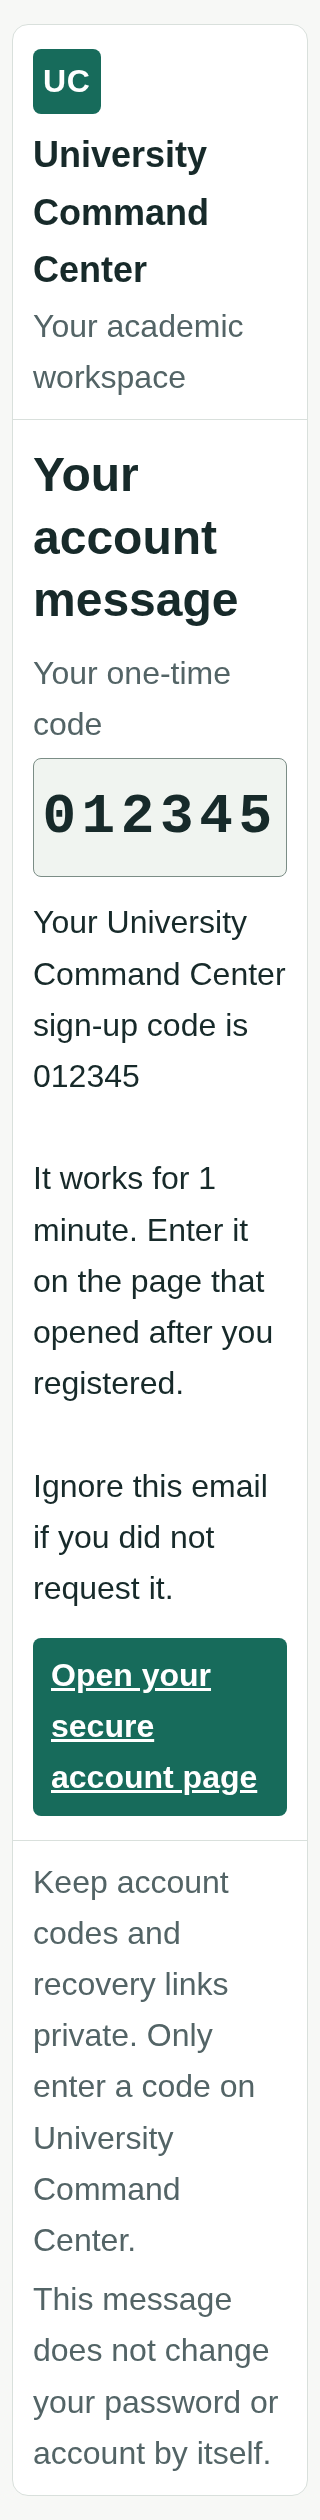 UC
University
Command
Center
Your academic
workspace
Your
account
message
Your one-time
code
012345
Your University
Command Center
sign-up code is
012345
It works for 1
minute. Enter it
on the page that
opened after you
registered.
Ignore this email
if you did not
request it.
Open your
secure
account page
Keep account
codes and
recovery links
private. Only
enter a code on
University
Command
Center.
This message
does not change
your password or
account by itself.